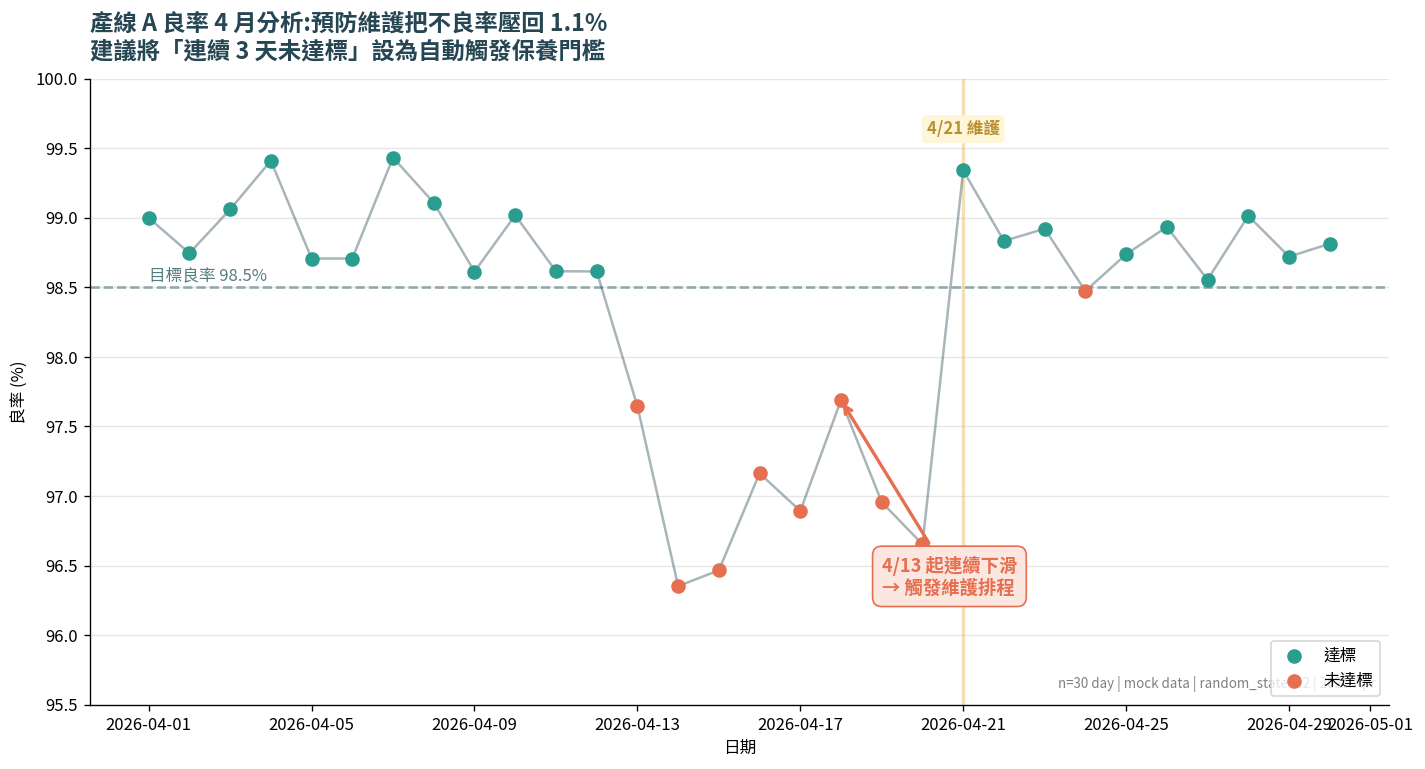 產線 A 良率 4 月分析:預防維護把不良率壓回 1.1%
建議將「連續 3 天未達標」設為自動觸發保養門檻
100.0
99.5
99.0
98.5
98.0
97.5
97.0
96.5
96.0
95.5
良率 (%)
4/21 維護
目標良率 98.5%
4/13 起連續下滑
→ 觸發維護排程
達標
未達標
n=30 day | mock data | random_sta
2026-04-01
2026-04-05
2026-04-09
2026-04-13
2026-04-17
2026-04-21
2026-04-25
2026-04-29
2026-05-01
日期